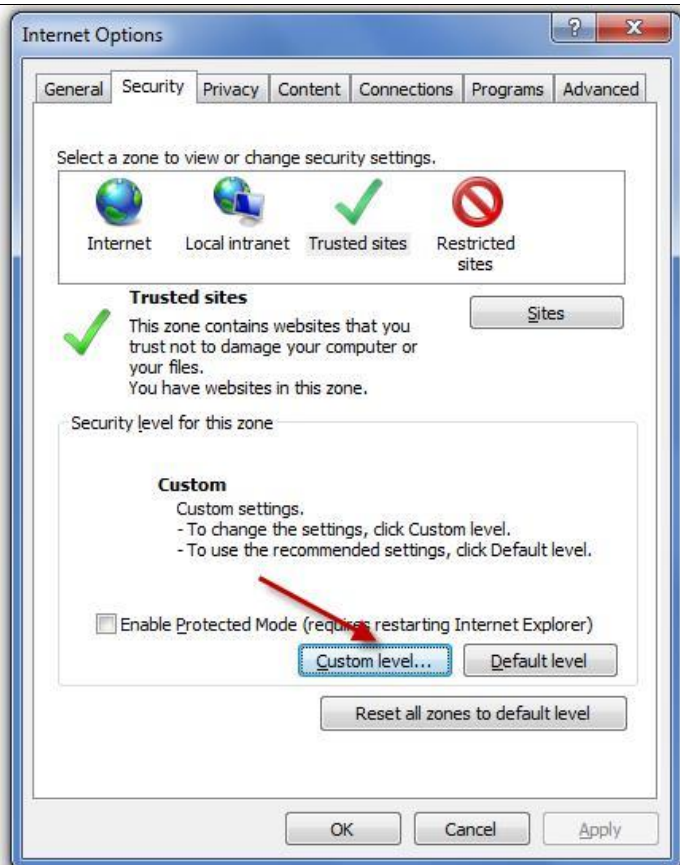 Internet Options
General Security Privacy Content Connections Programs Advanced
Select a zone to view or change security settings.
Internet Local intranet Trusted sites Restricted sites
Trusted sites
Sites
This zone contains websites that you
trust not to damage your computer or
your files.
You have websites in this zone.
Security level for this zone
Custom
Custom settings.
- To change the settings, click Custom level.
- To use the recommended settings, click Default level.
Enable Protected Mode (requires restarting Internet Explorer)
Custom level... Default level
Reset all zones to default level
OK Cancel Apply